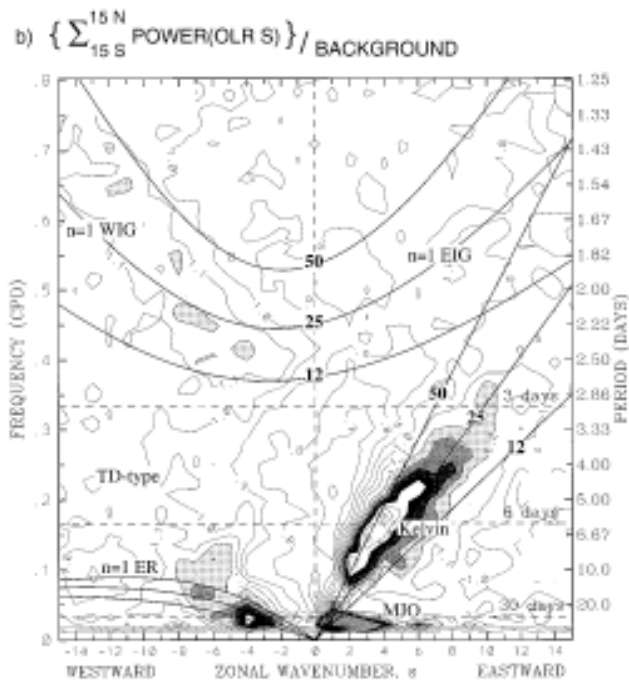 b) { ∑ 15 N 15 S POWER(OLR S) } / BACKGROUND
.8
.7
.6
.5
.4
.3
.2
.1
0
FREQUENCY (CPD)
1.25
1.33
1.43
1.54
1.67
1.82
2.00
2.22
2.50
2.86
3.33
4.00
5.00
6.67
10.0
20.0
PERIOD (DAYS)
n=1 WIG
n=1 EIG
50
25
12
50
25
12
3 days
TD-type
Kelvin
6 days
n=1 ER
MJO
30 days
-14 -12 -10 -8 -6 -4 -2 0 2 4 6 8 10 12 14
WESTWARD ZONAL WAVENUMBER, s EASTWARD